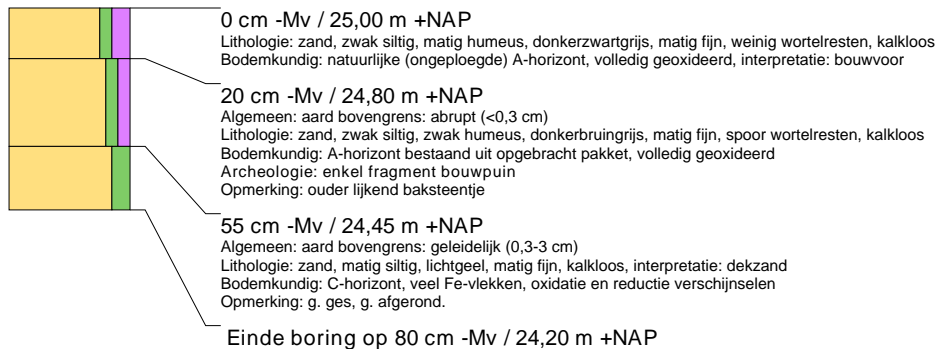 0 cm -Mv / 25,00 m +NAP
Lithologie: zand, zwak siltig, matig humeus, donkerzwartgrijs, matig fijn, weinig wortelresten, kalkloos
Bodemkundig: natuurlijke (ongeploegde) A-horizont, volledig geoxideerd, interpretatie: bouwvoor
20 cm -Mv / 24,80 m +NAP
Algemeen: aard bovengrens: abrupt (<0,3 cm)
Lithologie: zand, zwak siltig, zwak humeus, donkerbruingrijs, matig fijn, spoor wortelresten, kalkloos
Bodemkundig: A-horizont bestaand uit opgebracht pakket, volledig geoxideerd
Archeologie: enkel fragment bouwpuin
Opmerking: ouder lijkend baksteentje
55 cm -Mv / 24,45 m +NAP
Algemeen: aard bovengrens: geleidelijk (0,3-3 cm)
Lithologie: zand, matig siltig, lichtgeel, matig fijn, kalkloos, interpretatie: dekzand
Bodemkundig: C-horizont, veel Fe-vlekken, oxidatie en reductie verschijnselen
Opmerking: g. ges, g. afgerond.
Einde boring op 80 cm -Mv / 24,20 m +NAP